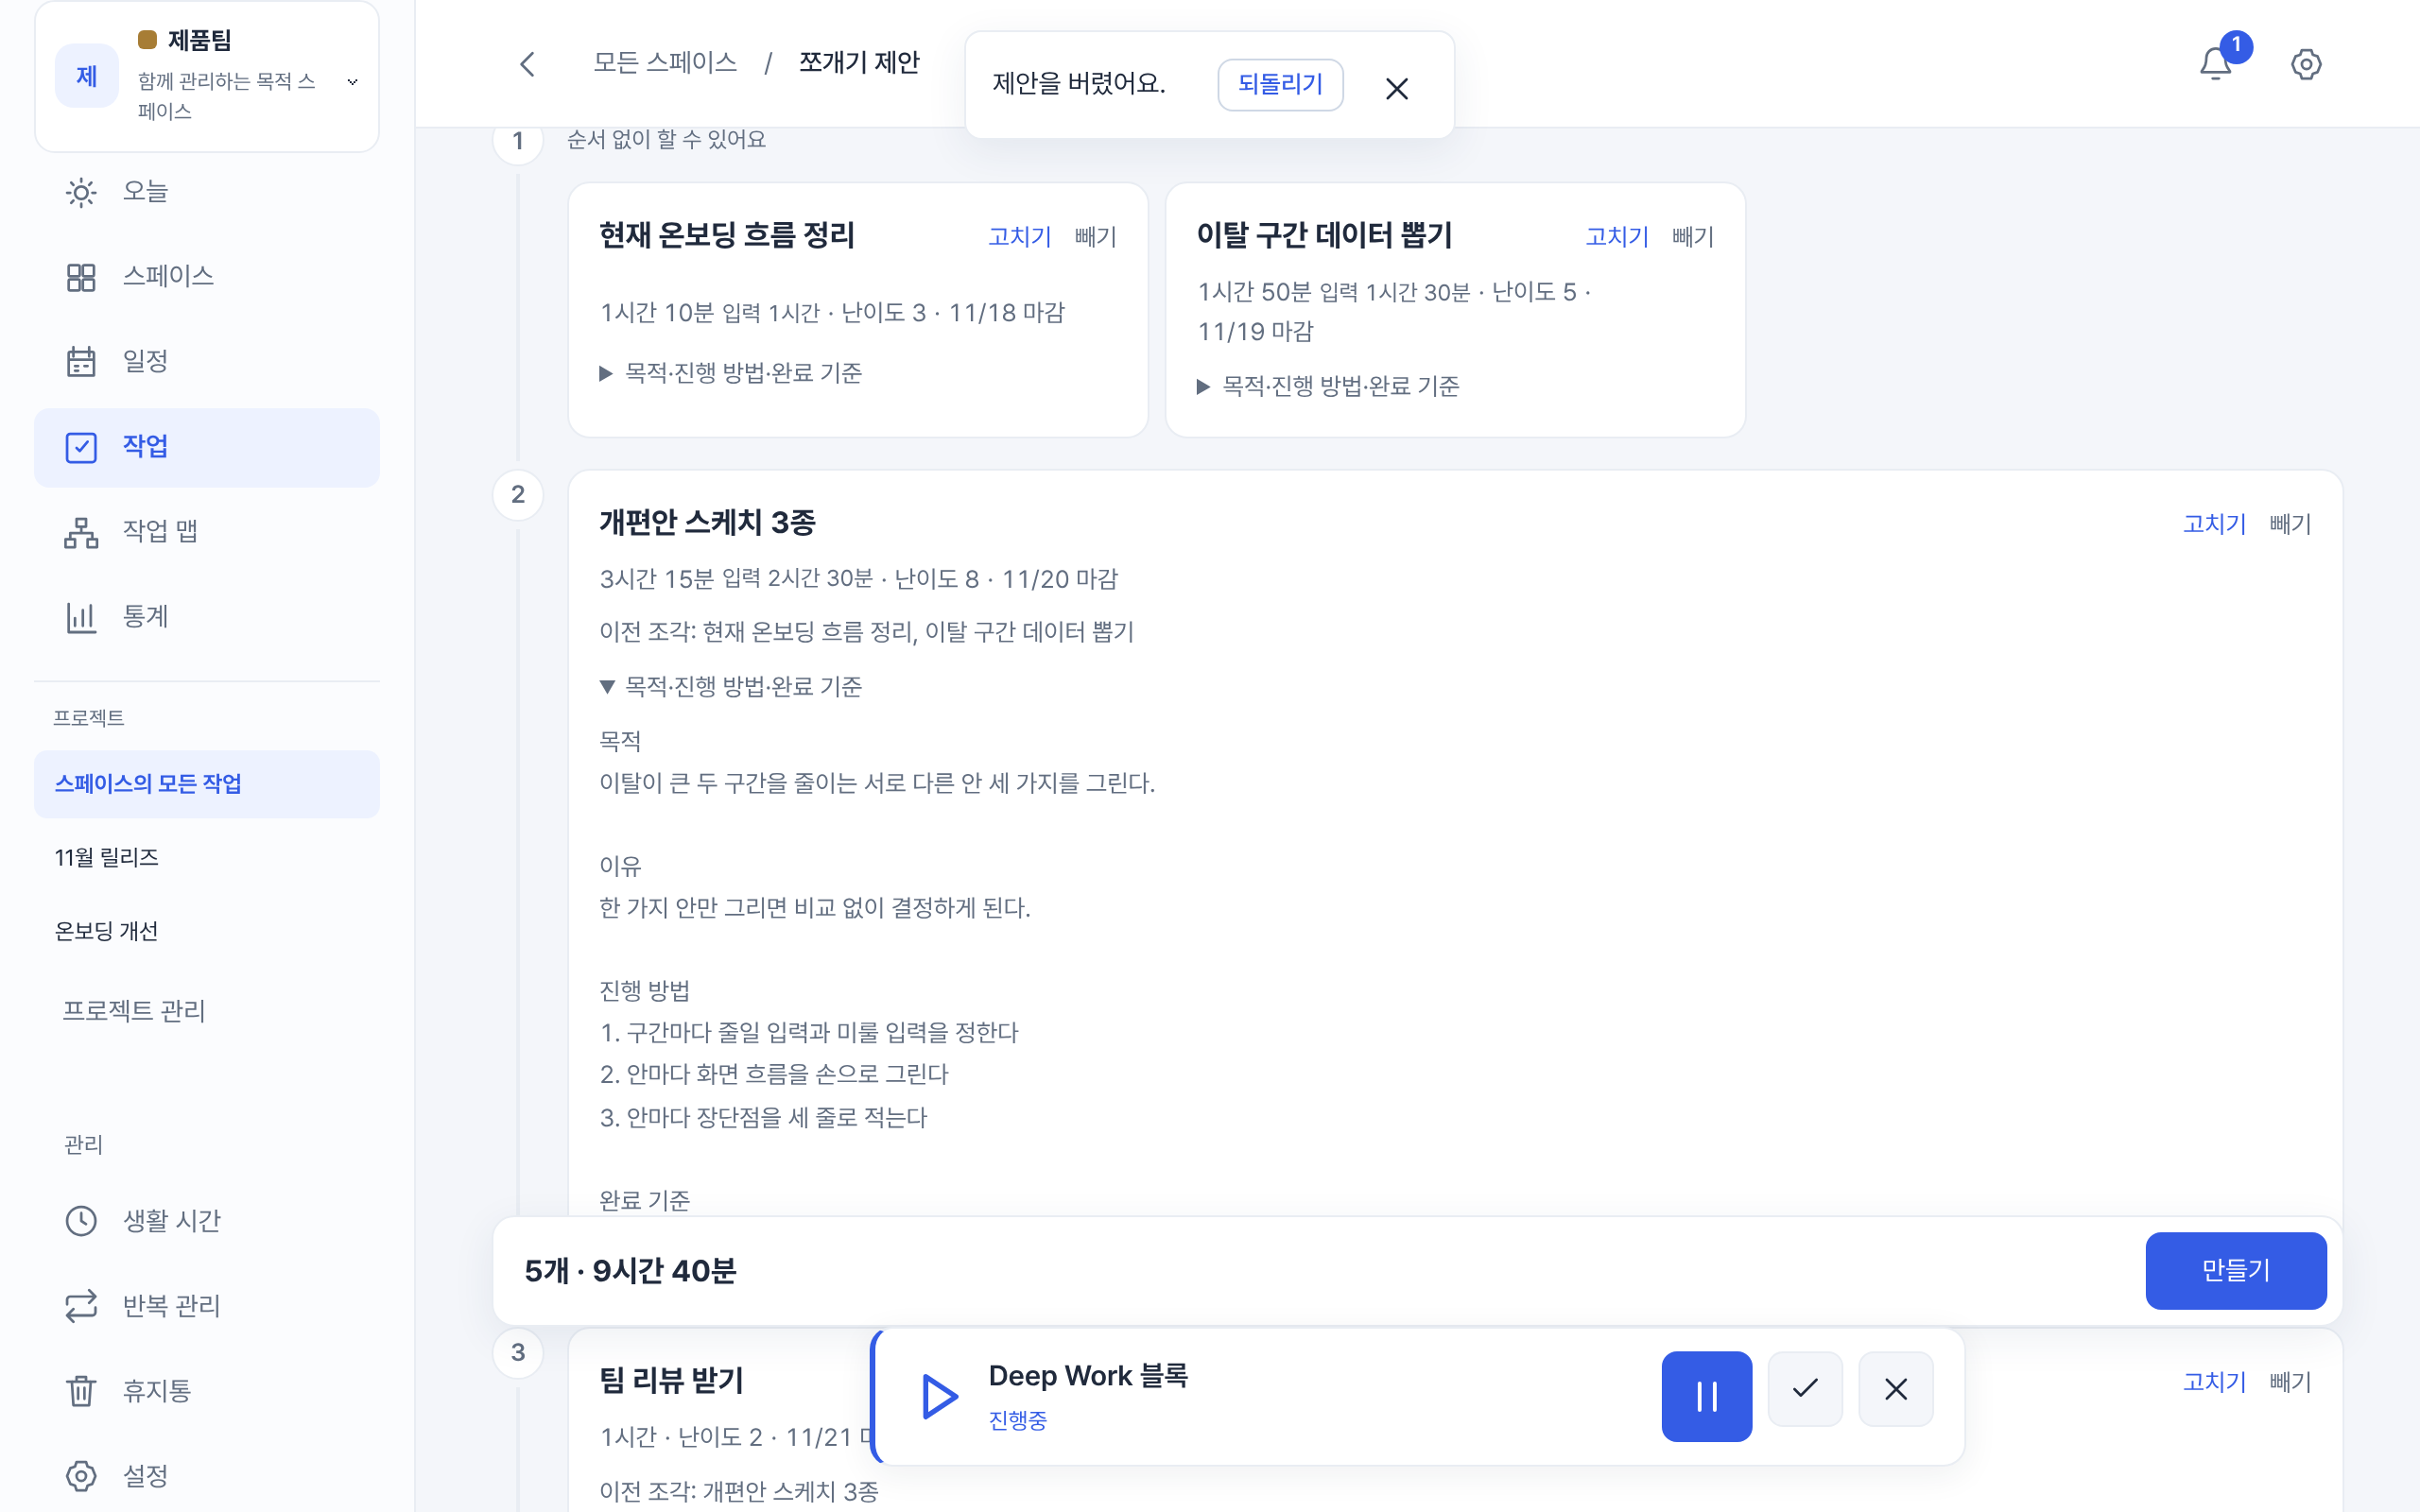 제
제품팀
함께 관리하는 목적 스
페이스
오늘
스페이스
일정
작업
작업 맵
통계
프로젝트
스페이스의 모든 작업
11월 릴리즈
온보딩 개선
프로젝트 관리
관리
생활 시간
반복 관리
휴지통
설정
모든 스페이스 / 쪼개기 제안
제안을 버렸어요. 되돌리기
1
1 순서 없이 할 수 있어요
현재 온보딩 흐름 정리 고치기 빼기
1시간 10분 입력 1시간 · 난이도 3 · 11/18 마감
목적·진행 방법·완료 기준
이탈 구간 데이터 뽑기 고치기 빼기
1시간 50분 입력 1시간 30분 · 난이도 5 ·
11/19 마감
목적·진행 방법·완료 기준
2
개편안 스케치 3종 고치기 빼기
3시간 15분 입력 2시간 30분 · 난이도 8 · 11/20 마감
이전 조각: 현재 온보딩 흐름 정리, 이탈 구간 데이터 뽑기
목적·진행 방법·완료 기준
목적
이탈이 큰 두 구간을 줄이는 서로 다른 안 세 가지를 그린다.
이유
한 가지 안만 그리면 비교 없이 결정하게 된다.
진행 방법
1. 구간마다 줄일 입력과 미룰 입력을 정한다
2. 안마다 화면 흐름을 손으로 그린다
3. 안마다 장단점을 세 줄로 적는다
완료 기준
5개 · 9시간 40분 만들기
3
팀 리뷰 받기 고치기 빼기
1시간 · 난이도 2 · 11/21
이전 조각: 개편안 스케치 3종
Deep Work 블록
진행중